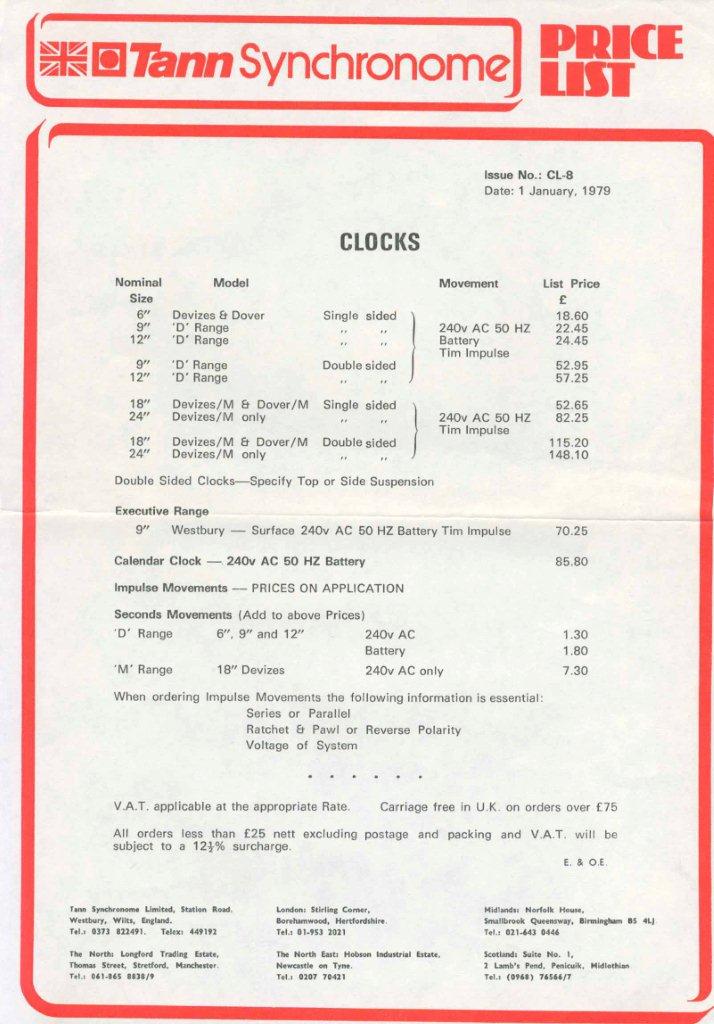 Tann Synchronome
PRICE
LIST
Issue No.: CL-8
Date: 1 January, 1979
CLOCKS
Nominal Model Movement List Price
Size £
6" Devizes & Dover Single sided 18.60
9" 'D' Range ,, ,, 240v AC 50 HZ 22.45
12" 'D' Range ,, ,, Battery 24.45
Tim Impulse
9" 'D' Range Double sided 52.95
12" 'D' Range ,, ,, 57.25
18" Devizes/M & Dover/M Single sided 52.65
24" Devizes/M only ,, ,, 240v AC 50 HZ 82.25
Tim Impulse
18" Devizes/M & Dover/M Double sided 115.20
24" Devizes/M only ,, ,, 148.10
Double Sided Clocks—Specify Top or Side Suspension
Executive Range
9" Westbury — Surface 240v AC 50 HZ Battery Tim Impulse 70.25
Calendar Clock — 240v AC 50 HZ Battery 85.80
Impulse Movements — PRICES ON APPLICATION
Seconds Movements (Add to above Prices)
'D' Range 6", 9" and 12" 240v AC 1.30
Battery 1.80
'M' Range 18" Devizes 240v AC only 7.30
When ordering Impulse Movements the following information is essential:
Series or Parallel
Ratchet & Pawl or Reverse Polarity
Voltage of System
. . . . . .
V.A.T. applicable at the appropriate Rate. Carriage free in U.K. on orders over £75
All orders less than £25 nett excluding postage and packing and V.A.T. will be
subject to a 12½% surcharge.
E. & O.E.
Tann Synchronome Limited, Station Road,
Westbury, Wilts, England.
Tel.: 0373 822491. Telex: 449192
London: Stirling Corner,
Borehamwood, Hertfordshire.
Tel.: 01-953 2021
Midlands: Norfolk House,
Smallbrook Queensway, Birmingham B5 4LJ
Tel.: 021-643 0446
The North: Longford Trading Estate,
Thomas Street, Stretford, Manchester.
Tel.: 061-865 8838/9
The North East: Hobson Industrial Estate,
Newcastle on Tyne.
Tel.: 0207 70421
Scotland: Suite No. 1,
2 Lamb's Pend, Penicuik, Midlothian
Tel.: (0968) 76566/7